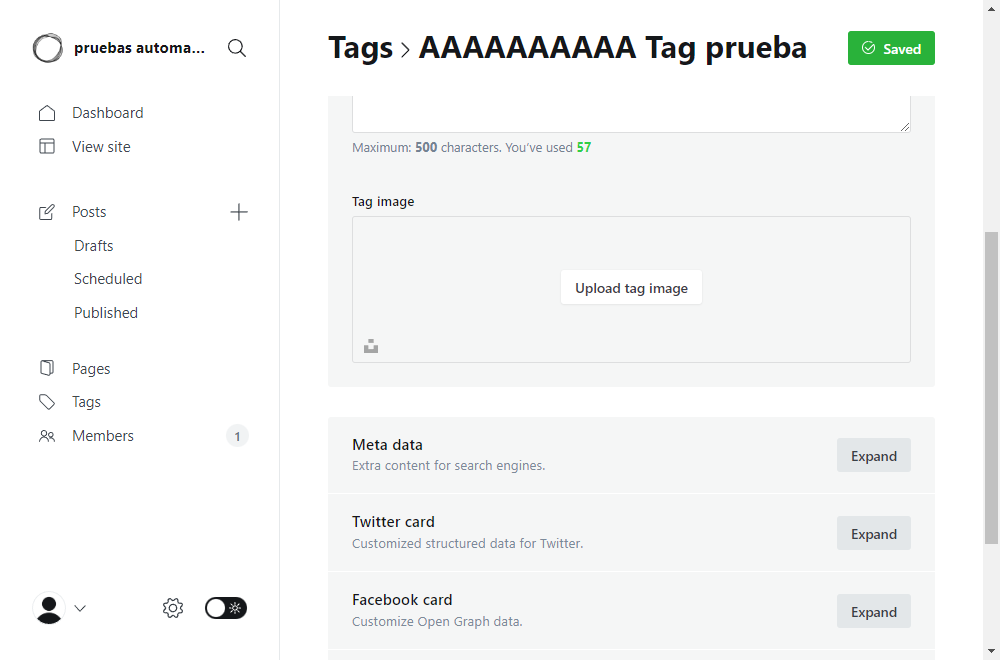 pruebas automa...
Dashboard
View site
Posts
Drafts
Scheduled
Published
Pages
Tags
Members
1
Tags > AAAAAAAAAA Tag prueba
Saved
Maximum: 500 characters. You’ve used 57
Tag image
Upload tag image
Meta data
Extra content for search engines.
Expand
Twitter card
Customized structured data for Twitter.
Expand
Facebook card
Customize Open Graph data.
Expand